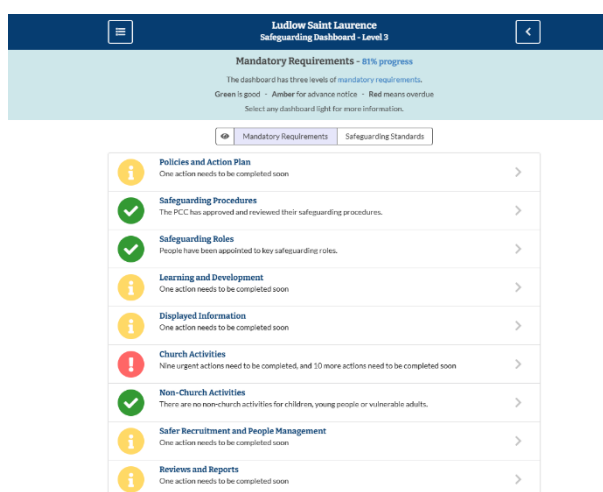 Ludlow Saint Laurence
Safeguarding Dashboard - Level 3
Mandatory Requirements - 81% progress
The dashboard has three levels of mandatory requirements.
Green is good - Amber for advance notice - Red means overdue
Select any dashboard light for more information.
Mandatory Requirements
Safeguarding Standards
Policies and Action Plan
One action needs to be completed soon
Safeguarding Procedures
The PCC has approved and reviewed their safeguarding procedures.
Safeguarding Roles
People have been appointed to key safeguarding roles.
Learning and Development
One action needs to be completed soon
Displayed Information
One action needs to be completed soon
Church Activities
Nine urgent actions need to be completed, and 10 more actions need to be completed soon
Non-Church Activities
There are no non-church activities for children, young people or vulnerable adults.
Safer Recruitment and People Management
One action needs to be completed soon
Reviews and Reports
One action needs to be completed soon